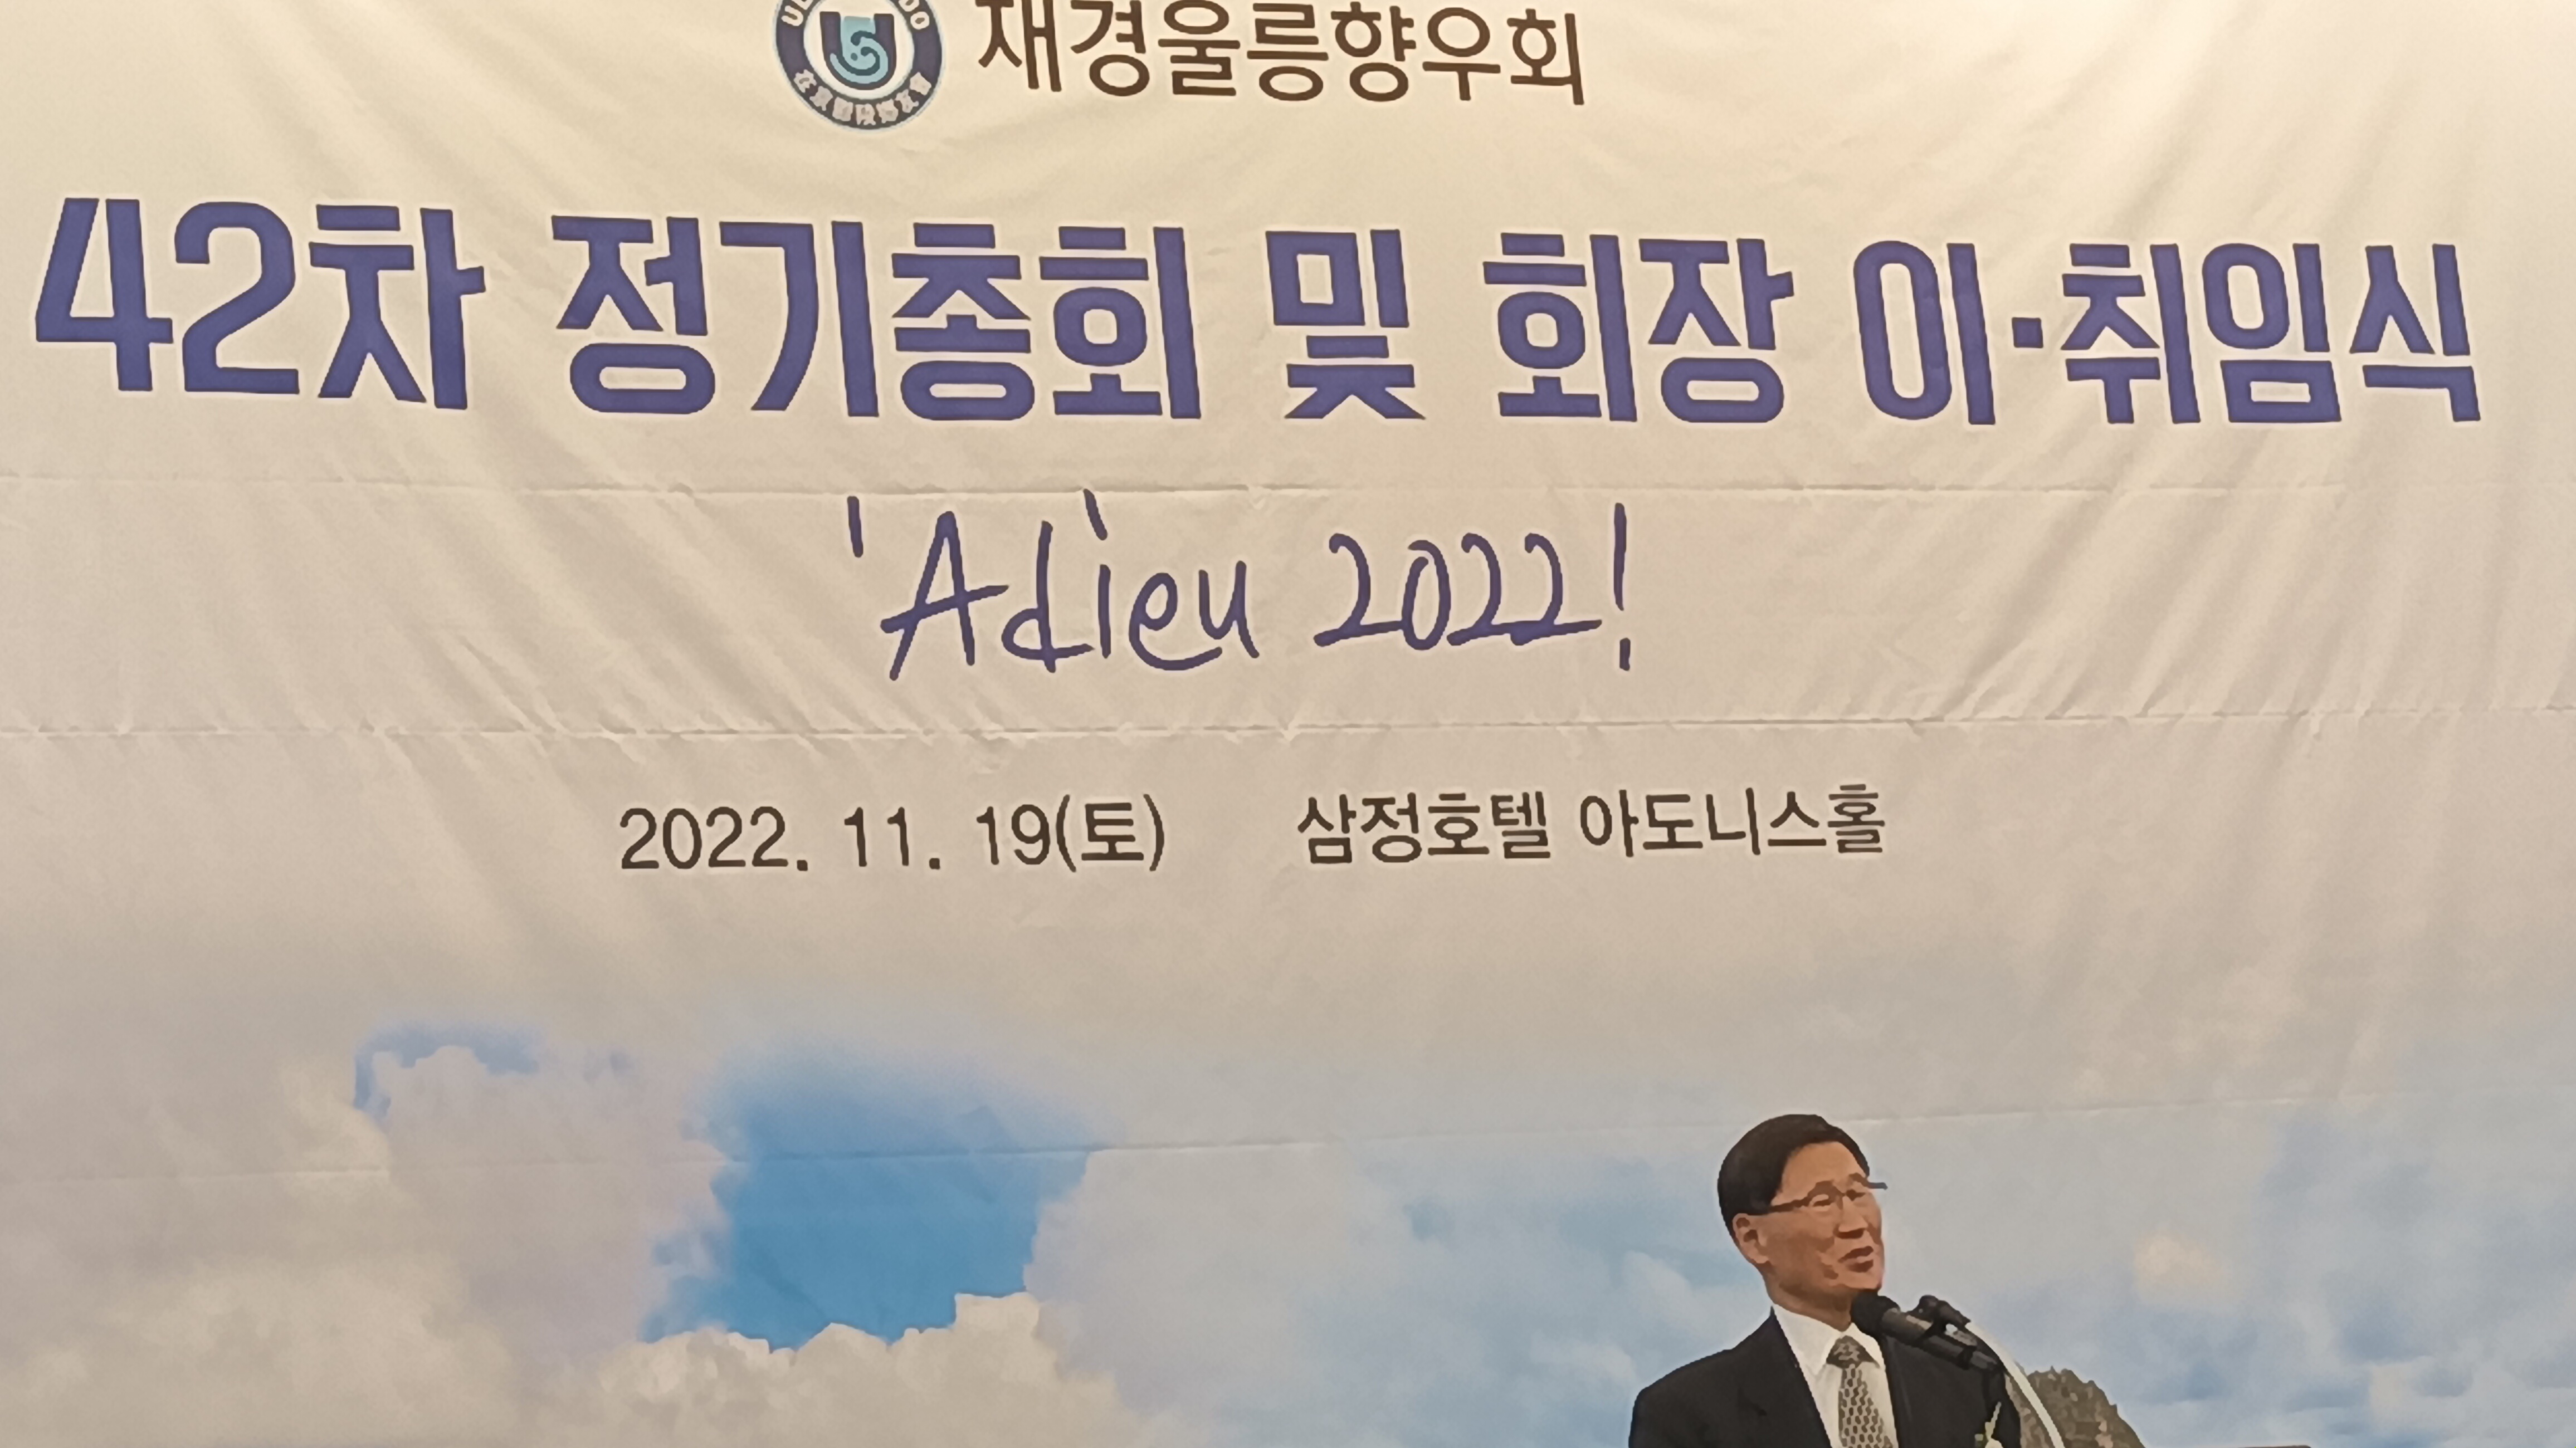 재경울릉향우회
42차 정기총회 및 회장 이·취임식
'Adieu 2022!
2022. 11. 19(토) 삼정호텔 아도니스홀